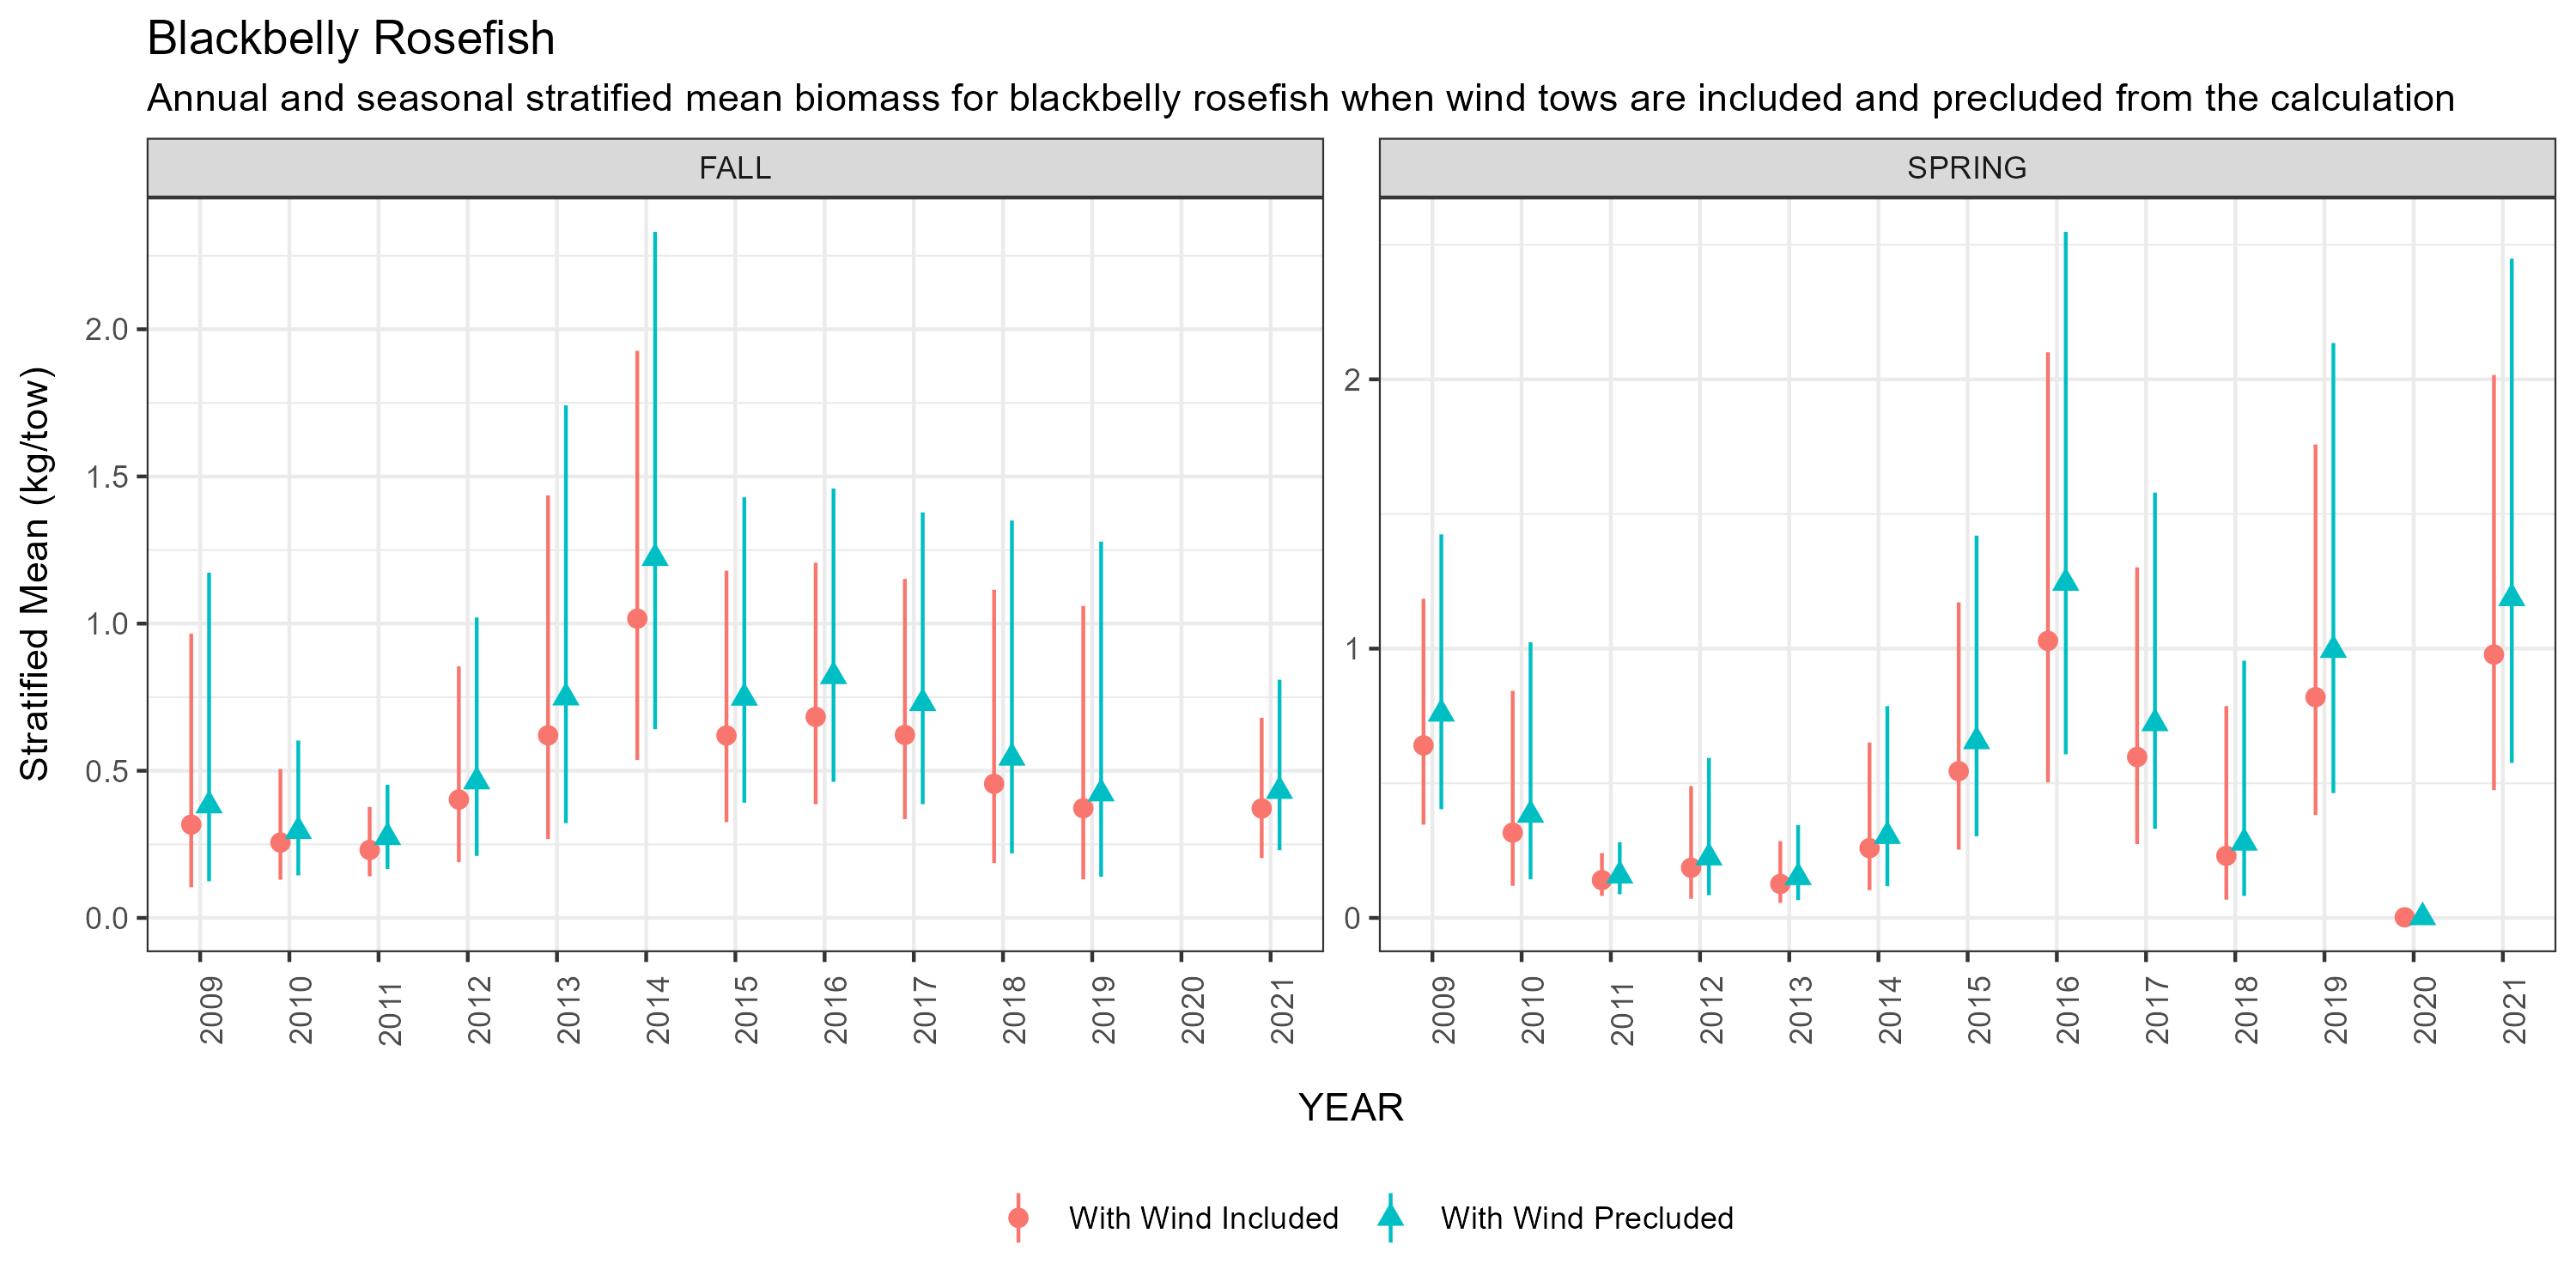 Blackbelly Rosefish
Annual and seasonal stratified mean biomass for blackbelly rosefish when wind tows are included and precluded from the calculation
FALL
SPRING
Stratified Mean (kg/tow)
2.0
1.5
1.0
0.5
0.0
2
1
0
2009 2010 2011 2012 2013 2014 2015 2016 2017 2018 2019 2020 2021
2009 2010 2011 2012 2013 2014 2015 2016 2017 2018 2019 2020 2021
YEAR
With Wind Included
With Wind Precluded